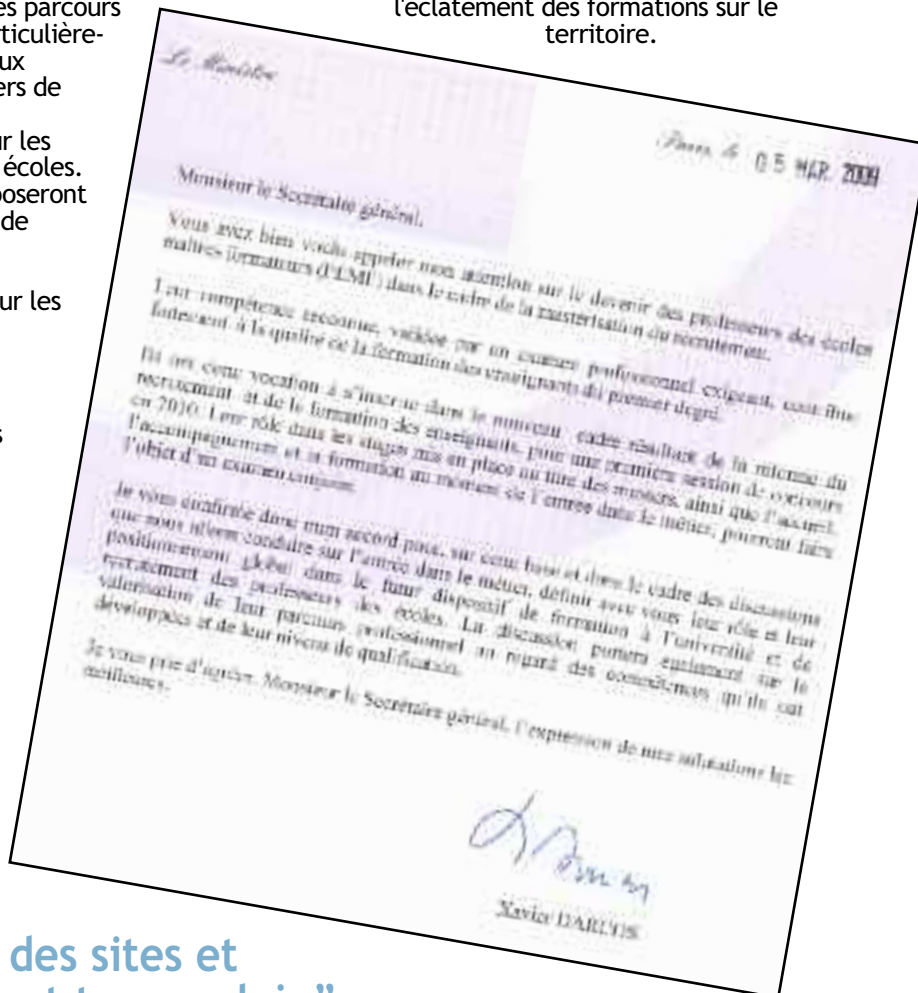 es parcours
rticulière-
ux
ers de
ur les
écoles.
poseront
de
ur les
s
l'éclatement des formations sur le
territoire.
Le Ministre
Paris, le 05 MAR 2009
Monsieur le Secrétaire général,
Vous avez bien voulu appeler mon attention sur le devenir des professeurs des écoles
maîtres formateurs dans le cadre de la masterisation du recrutement.
Leur compétence reconnue, validée par un examen professionnel exigeant, contribue
fortement à la qualité de la formation des enseignants du premier degré.
Ils ont donc vocation à s'inscrire dans le nouveau cadre résultant de la réforme du
recrutement et de la formation des enseignants, pour une première session de concours
en 2010. Leur rôle dans les stages mis en place au titre des masters, ainsi que l'accueil,
l'accompagnement et la formation au moment de l'entrée dans le métier, pourront faire
l'objet d'un examen conjoint.
Je vous confirme donc mon accord pour, sur cette base et dans le cadre des discussions
que nous allons conduire sur l'entrée dans le métier, définir avec vous leur rôle et leur
positionnement global dans le futur dispositif de formation à l'université et de
recrutement des professeurs des écoles. La discussion portera également sur la
valorisation de leur parcours professionnel au regard des compétences qu'ils ont
développées et de leur niveau de qualification.
Je vous prie d'agréer, Monsieur le Secrétaire général, l'expression de mes salutations les
meilleures.
Xavier DARCOS
des sites et